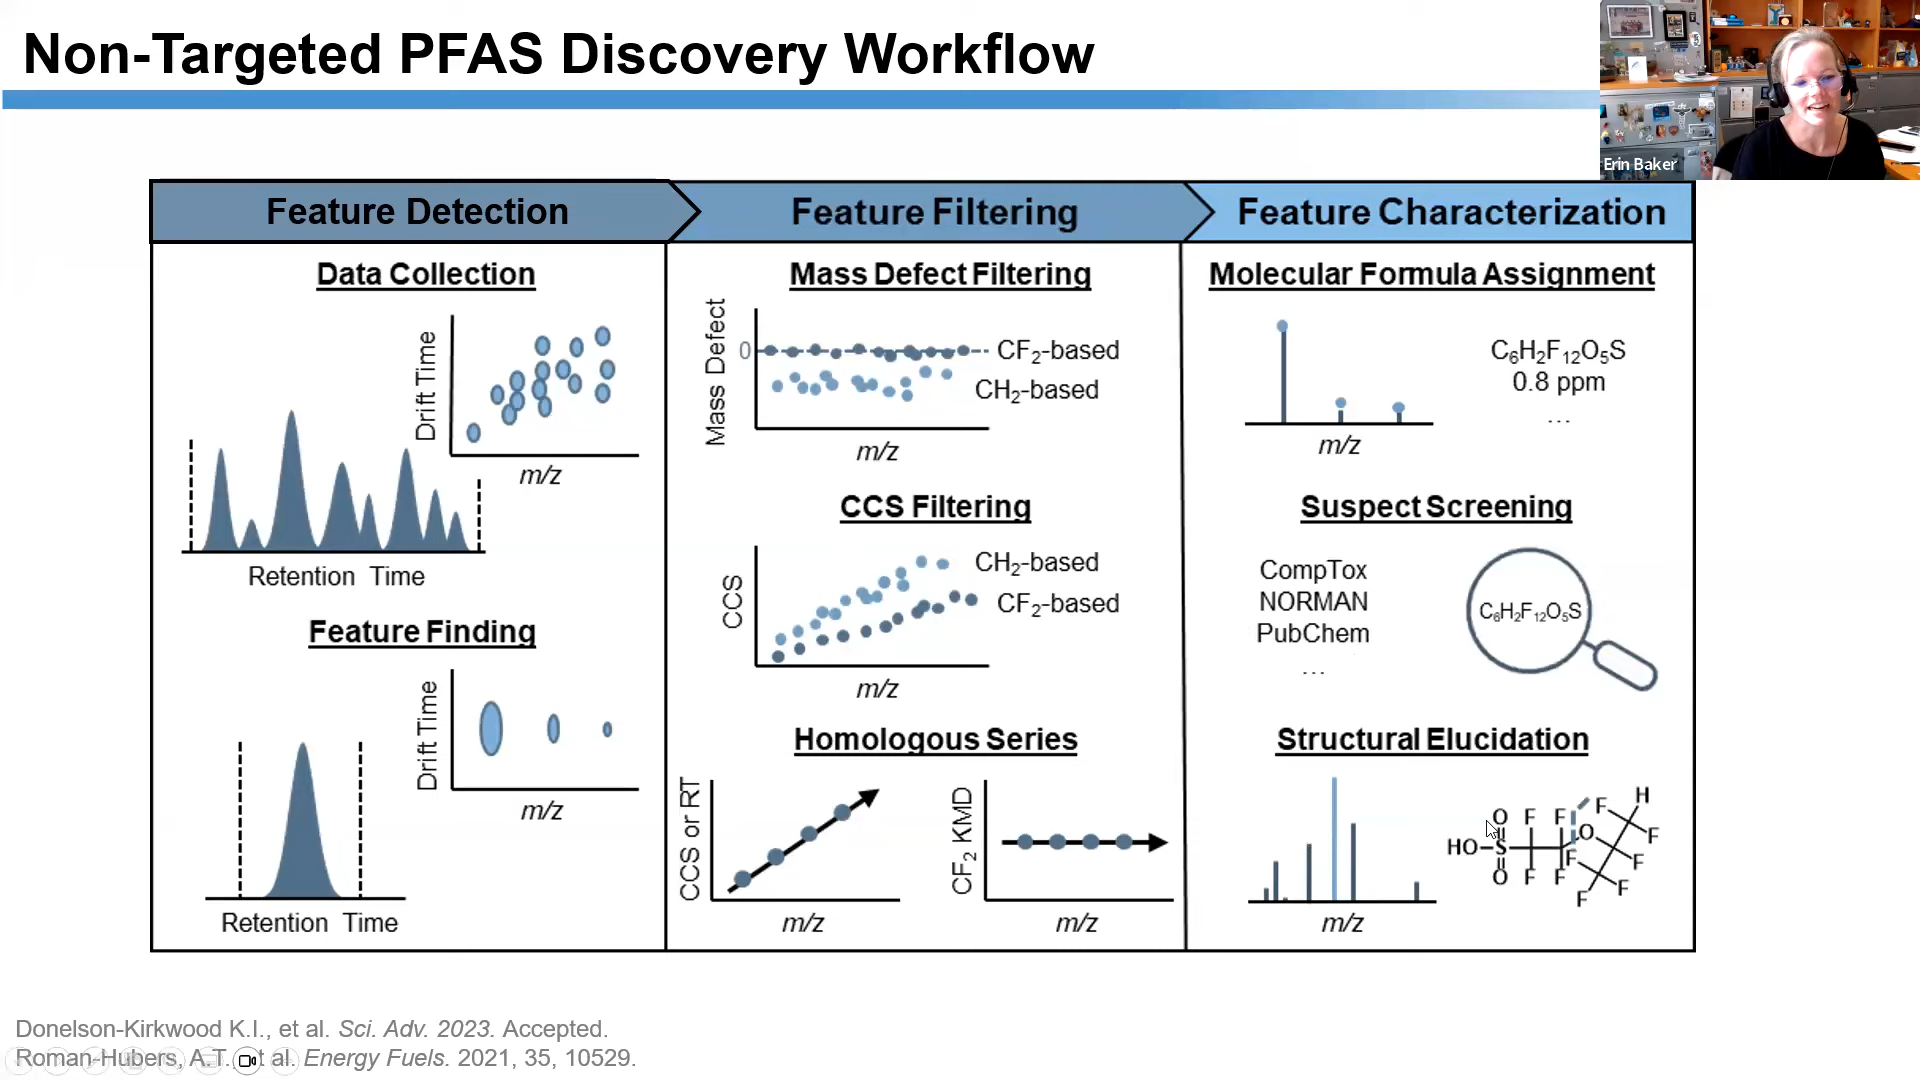 Non-Targeted PFAS Discovery Workflow
Erin Baker
Feature Detection
Feature Filtering
Feature Characterization
Data Collection
Drift Time
m/z
Retention Time
Feature Finding
Drift Time
m/z
Retention Time
Mass Defect Filtering
Mass Defect
0
CF2-based
CH2-based
m/z
CCS Filtering
CCS
CH2-based
CF2-based
m/z
Homologous Series
CCS or RT
m/z
CF2 KMD
m/z
Molecular Formula Assignment
C6H2F12O5S
0.8 ppm
...
m/z
Suspect Screening
CompTox
NORMAN
PubChem
...
C6H2F12O5S
Structural Elucidation
m/z
O F F F H
HO S O F
F F
O F F F F
Donelson-Kirkwood K.I., et al. Sci. Adv. 2023. Accepted.
Roman-Hubers, A.T., et al. Energy Fuels. 2021, 35, 10529.